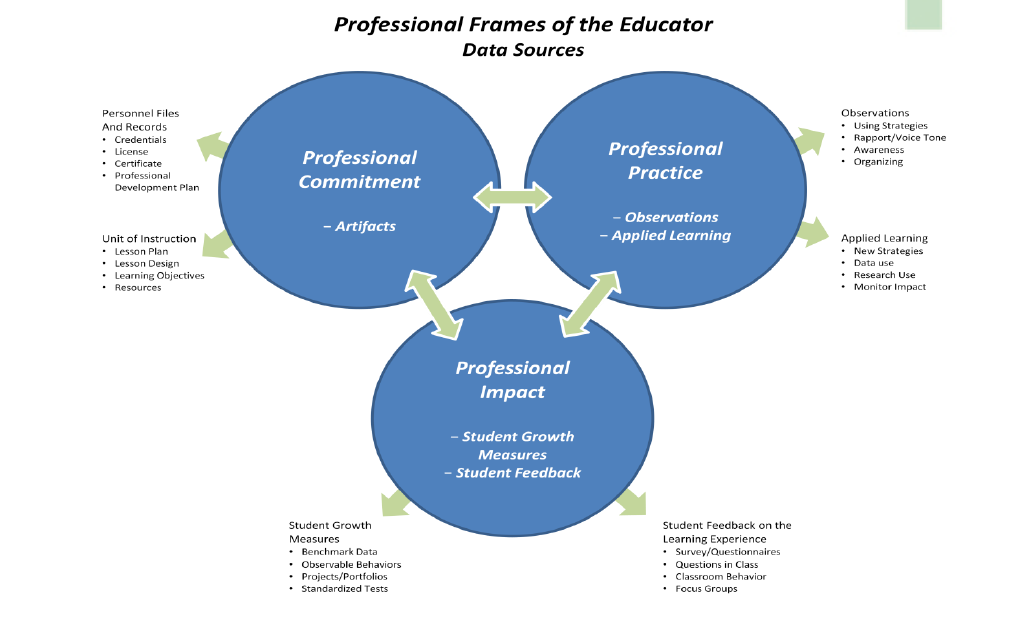 Professional Frames of the Educator
Data Sources
Personnel Files
And Records
• Credentials
• License
• Certificate
• Professional
Development Plan
Unit of Instruction
• Lesson Plan
• Lesson Design
• Learning Objectives
• Resources
Professional
Commitment
– Artifacts
Professional
Practice
– Observations
– Applied Learning
Observations
• Using Strategies
• Rapport/Voice Tone
• Awareness
• Organizing
Applied Learning
• New Strategies
• Data use
• Research Use
• Monitor Impact
Professional
Impact
– Student Growth
Measures
– Student Feedback
Student Growth
Measures
• Benchmark Data
• Observable Behaviors
• Projects/Portfolios
• Standardized Tests
Student Feedback on the
Learning Experience
• Survey/Questionnaires
• Questions in Class
• Classroom Behavior
• Focus Groups